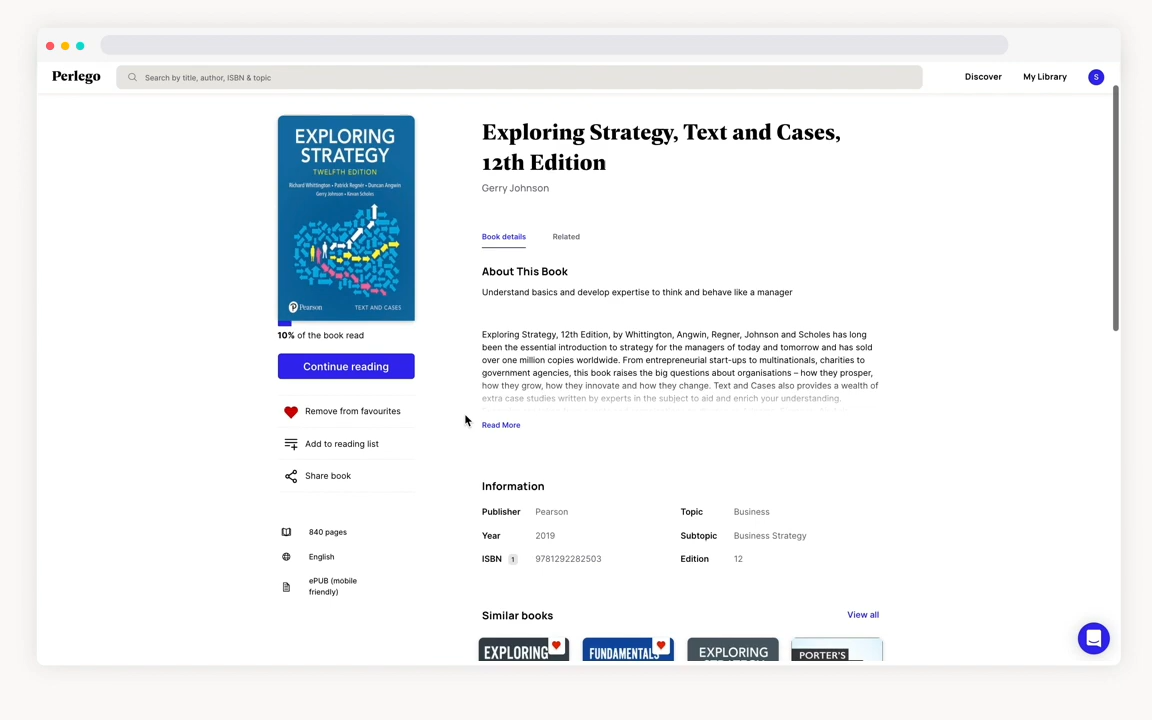 Perlego
Search by title, author, ISBN & topic
Discover
My Library
S
EXPLORING
STRATEGY
TWELFTH EDITION
Richard Whittington • Patrick Regnér • Duncan Angwin
Gerry Johnson • Kevan Scholes
Pearson
TEXT AND CASES
10% of the book read
Continue reading
Remove from favourites
Add to reading list
Share book
840 pages
English
ePUB (mobile
friendly)
Exploring Strategy, Text and Cases,
12th Edition
Gerry Johnson
Book details
Related
About This Book
Understand basics and develop expertise to think and behave like a manager
Exploring Strategy, 12th Edition, by Whittington, Angwin, Regner, Johnson and Scholes has long
been the essential introduction to strategy for the managers of today and tomorrow and has sold
over one million copies worldwide. From entrepreneurial start-ups to multinationals, charities to
government agencies, this book raises the big questions about organisations – how they prosper,
how they grow, how they innovate and how they change. Text and Cases also provides a wealth of
extra case studies written by experts in the subject to aid and enrich your understanding.
Read More
Information
Publisher Pearson
Topic Business
Year 2019
Subtopic Business Strategy
ISBN 1 9781292282503
Edition 12
Similar books
View all
EXPLORING
FUNDAMENTALS
EXPLORING
PORTER'S